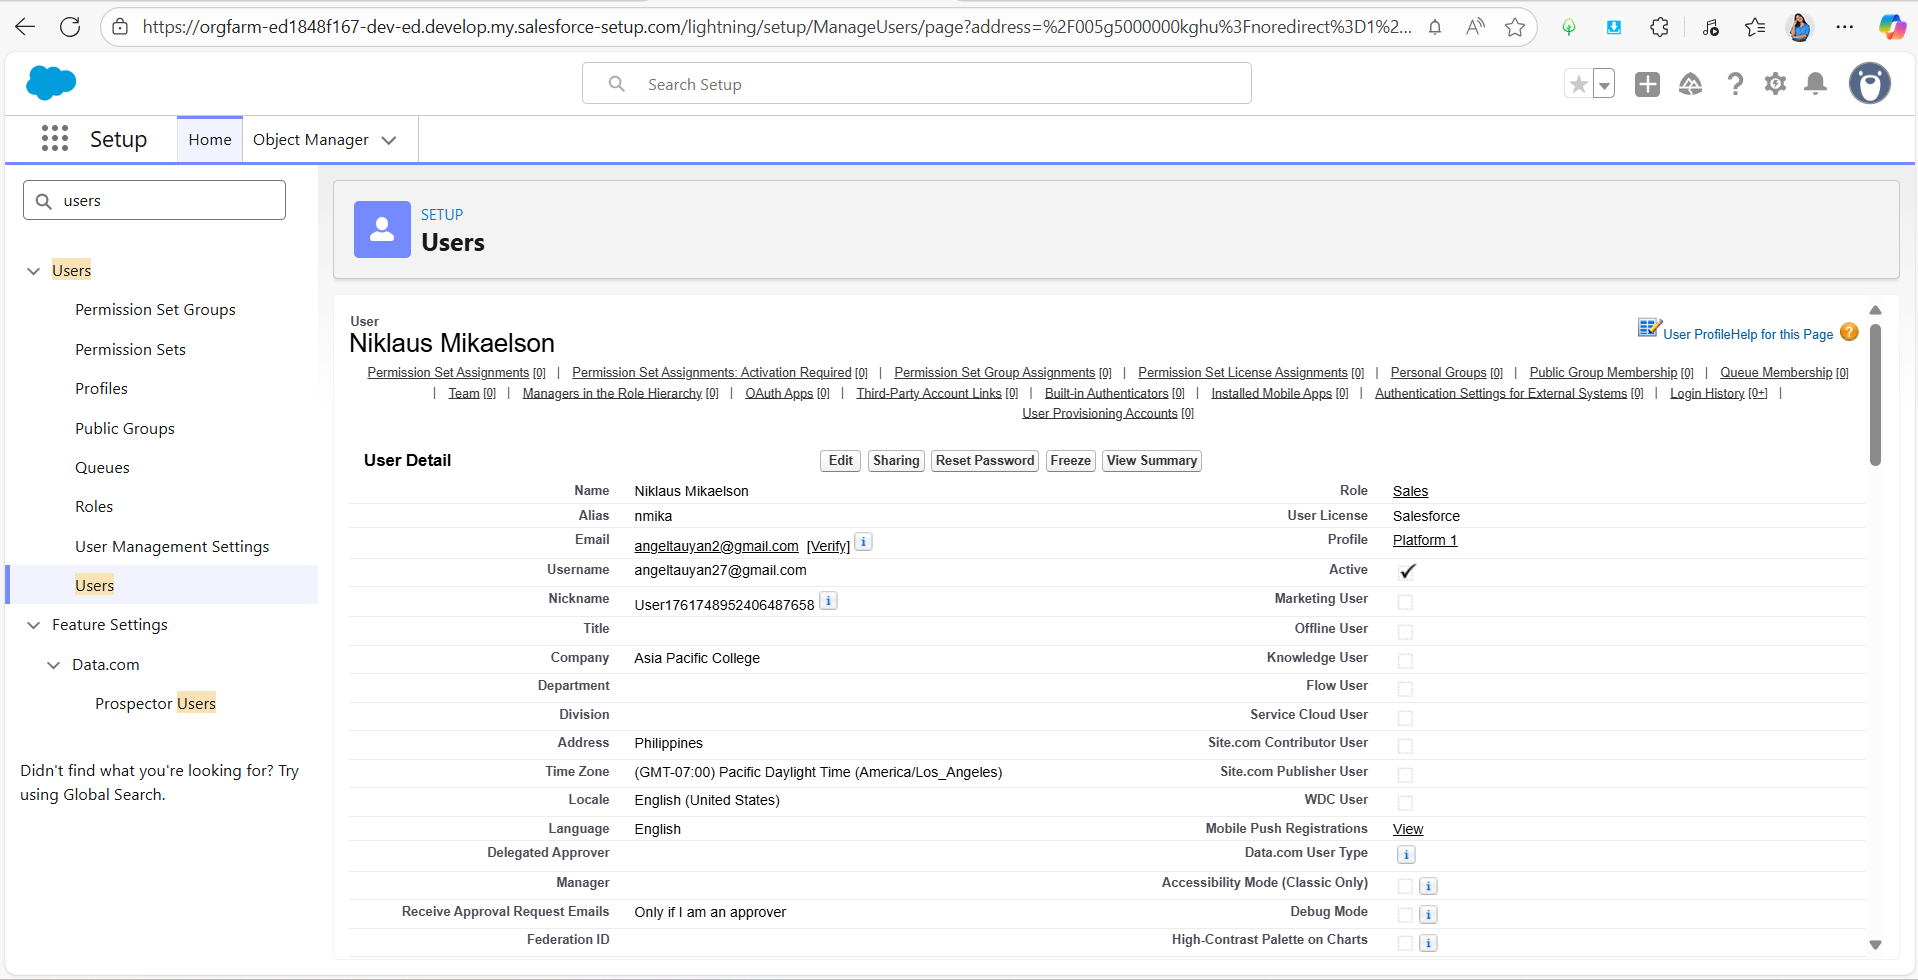 https://orgfarm-ed1848f167-dev-ed.develop.my.salesforce-setup.com/lightning/setup/ManageUsers/page?address=%2F005g5000000kghu%3Fnoredirect%3D1%2...
Search Setup
Setup
Home
Object Manager
users
Users
Permission Set Groups
Permission Sets
Profiles
Public Groups
Queues
Roles
User Management Settings
Users
Feature Settings
Data.com
Prospector Users
Didn't find what you're looking for? Try
using Global Search.
SETUP
Users
User
Niklaus Mikaelson
User Profile Help for this Page
Permission Set Assignments [0] | Permission Set Assignments: Activation Required [0] | Permission Set Group Assignments [0] | Permission Set License Assignments [0] | Personal Groups [0] | Public Group Membership [0] | Queue Membership [0]
| Team [0] | Managers in the Role Hierarchy [0] | OAuth Apps [0] | Third-Party Account Links [0] | Built-in Authenticators [0] | Installed Mobile Apps [0] | Authentication Settings for External Systems [0] | Login History [0+] |
User Provisioning Accounts [0]
User Detail
Edit Sharing Reset Password Freeze View Summary
Name Niklaus Mikaelson Role Sales
Alias nmika User License Salesforce
Email angeltauyan2@gmail.com [Verify] Profile Platform 1
Username angeltauyan27@gmail.com Active
Nickname User1761748952406487658 Marketing User
Title Offline User
Company Asia Pacific College Knowledge User
Department Flow User
Division Service Cloud User
Address Philippines Site.com Contributor User
Time Zone (GMT-07:00) Pacific Daylight Time (America/Los_Angeles) Site.com Publisher User
Locale English (United States) WDC User
Language English Mobile Push Registrations View
Delegated Approver Data.com User Type
Manager Accessibility Mode (Classic Only)
Receive Approval Request Emails Only if I am an approver Debug Mode
Federation ID High-Contrast Palette on Charts